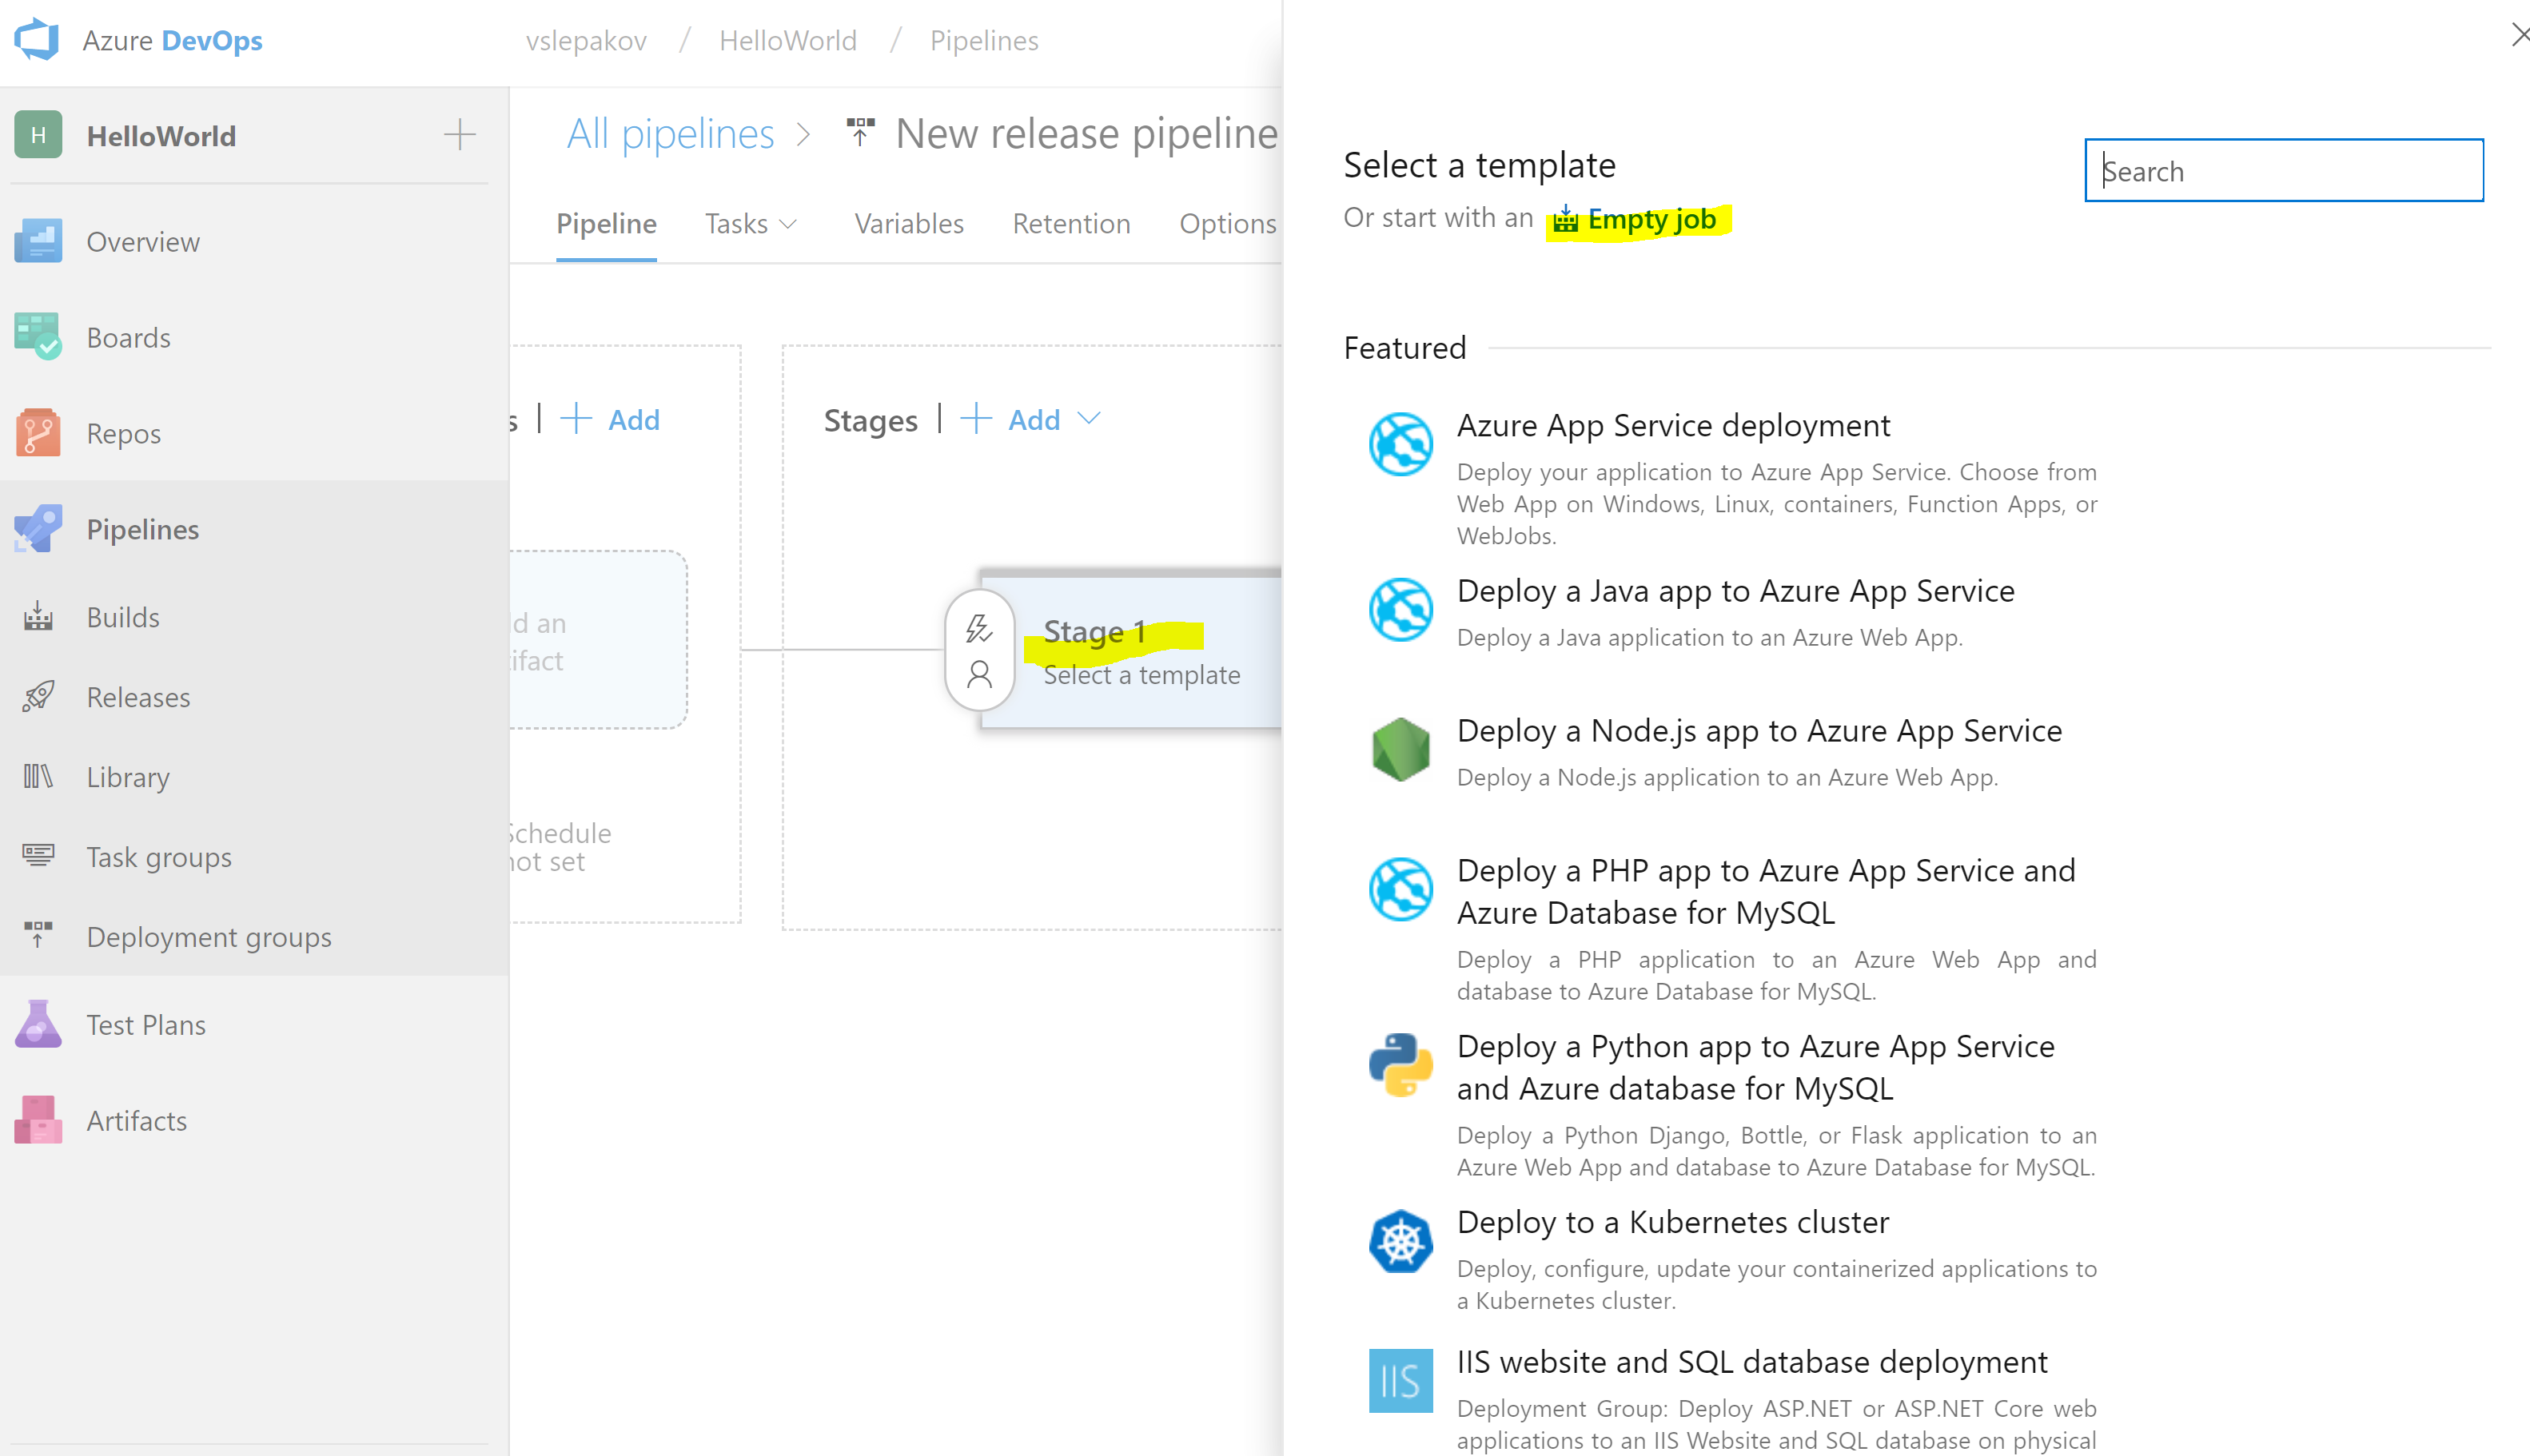 Azure DevOps
vslepakov / HelloWorld / Pipelines
H HelloWorld
Overview
Boards
Repos
Pipelines
Builds
Releases
Library
Task groups
Deployment groups
Test Plans
Artifacts
All pipelines > New release pipeline
Pipeline Tasks Variables Retention Options
s | + Add
Stages | + Add
d an
ifact
Schedule
not set
Stage 1
Select a template
Select a template
Or start with an Empty job
Search
Featured
Azure App Service deployment
Deploy your application to Azure App Service. Choose from
Web App on Windows, Linux, containers, Function Apps, or
WebJobs.
Deploy a Java app to Azure App Service
Deploy a Java application to an Azure Web App.
Deploy a Node.js app to Azure App Service
Deploy a Node.js application to an Azure Web App.
Deploy a PHP app to Azure App Service and
Azure Database for MySQL
Deploy a PHP application to an Azure Web App and
database to Azure Database for MySQL.
Deploy a Python app to Azure App Service
and Azure database for MySQL
Deploy a Python Django, Bottle, or Flask application to an
Azure Web App and database to Azure Database for MySQL.
Deploy to a Kubernetes cluster
Deploy, configure, update your containerized applications to
a Kubernetes cluster.
IIS
IIS website and SQL database deployment
Deployment Group: Deploy ASP.NET or ASP.NET Core web
applications to an IIS Website and SQL database on physical